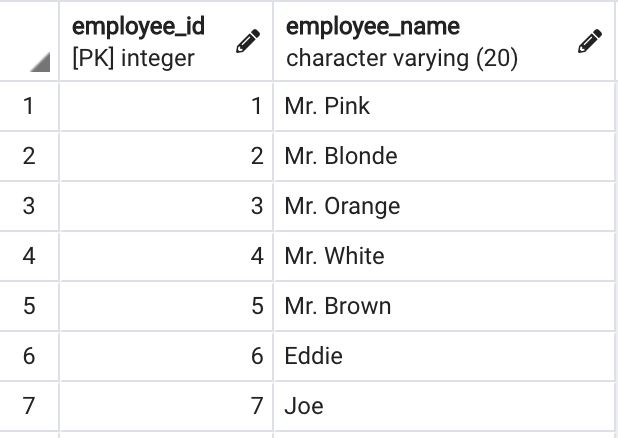 employee_id employee_name
[PK] integer character varying (20)
1 1 Mr. Pink
2 2 Mr. Blonde
3 3 Mr. Orange
4 4 Mr. White
5 5 Mr. Brown
6 6 Eddie
7 7 Joe